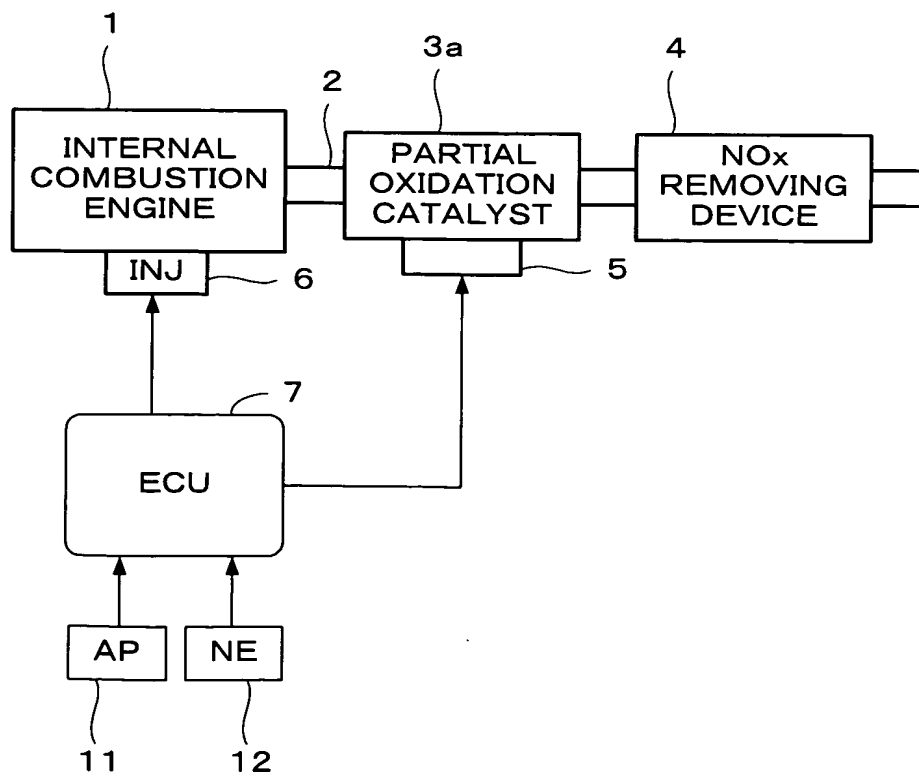 1
2
3a
4
INTERNAL
COMBUSTION
ENGINE
PARTIAL
OXIDATION
CATALYST
NOx
REMOVING
DEVICE
INJ
6
5
7
ECU
AP
NE
11
12